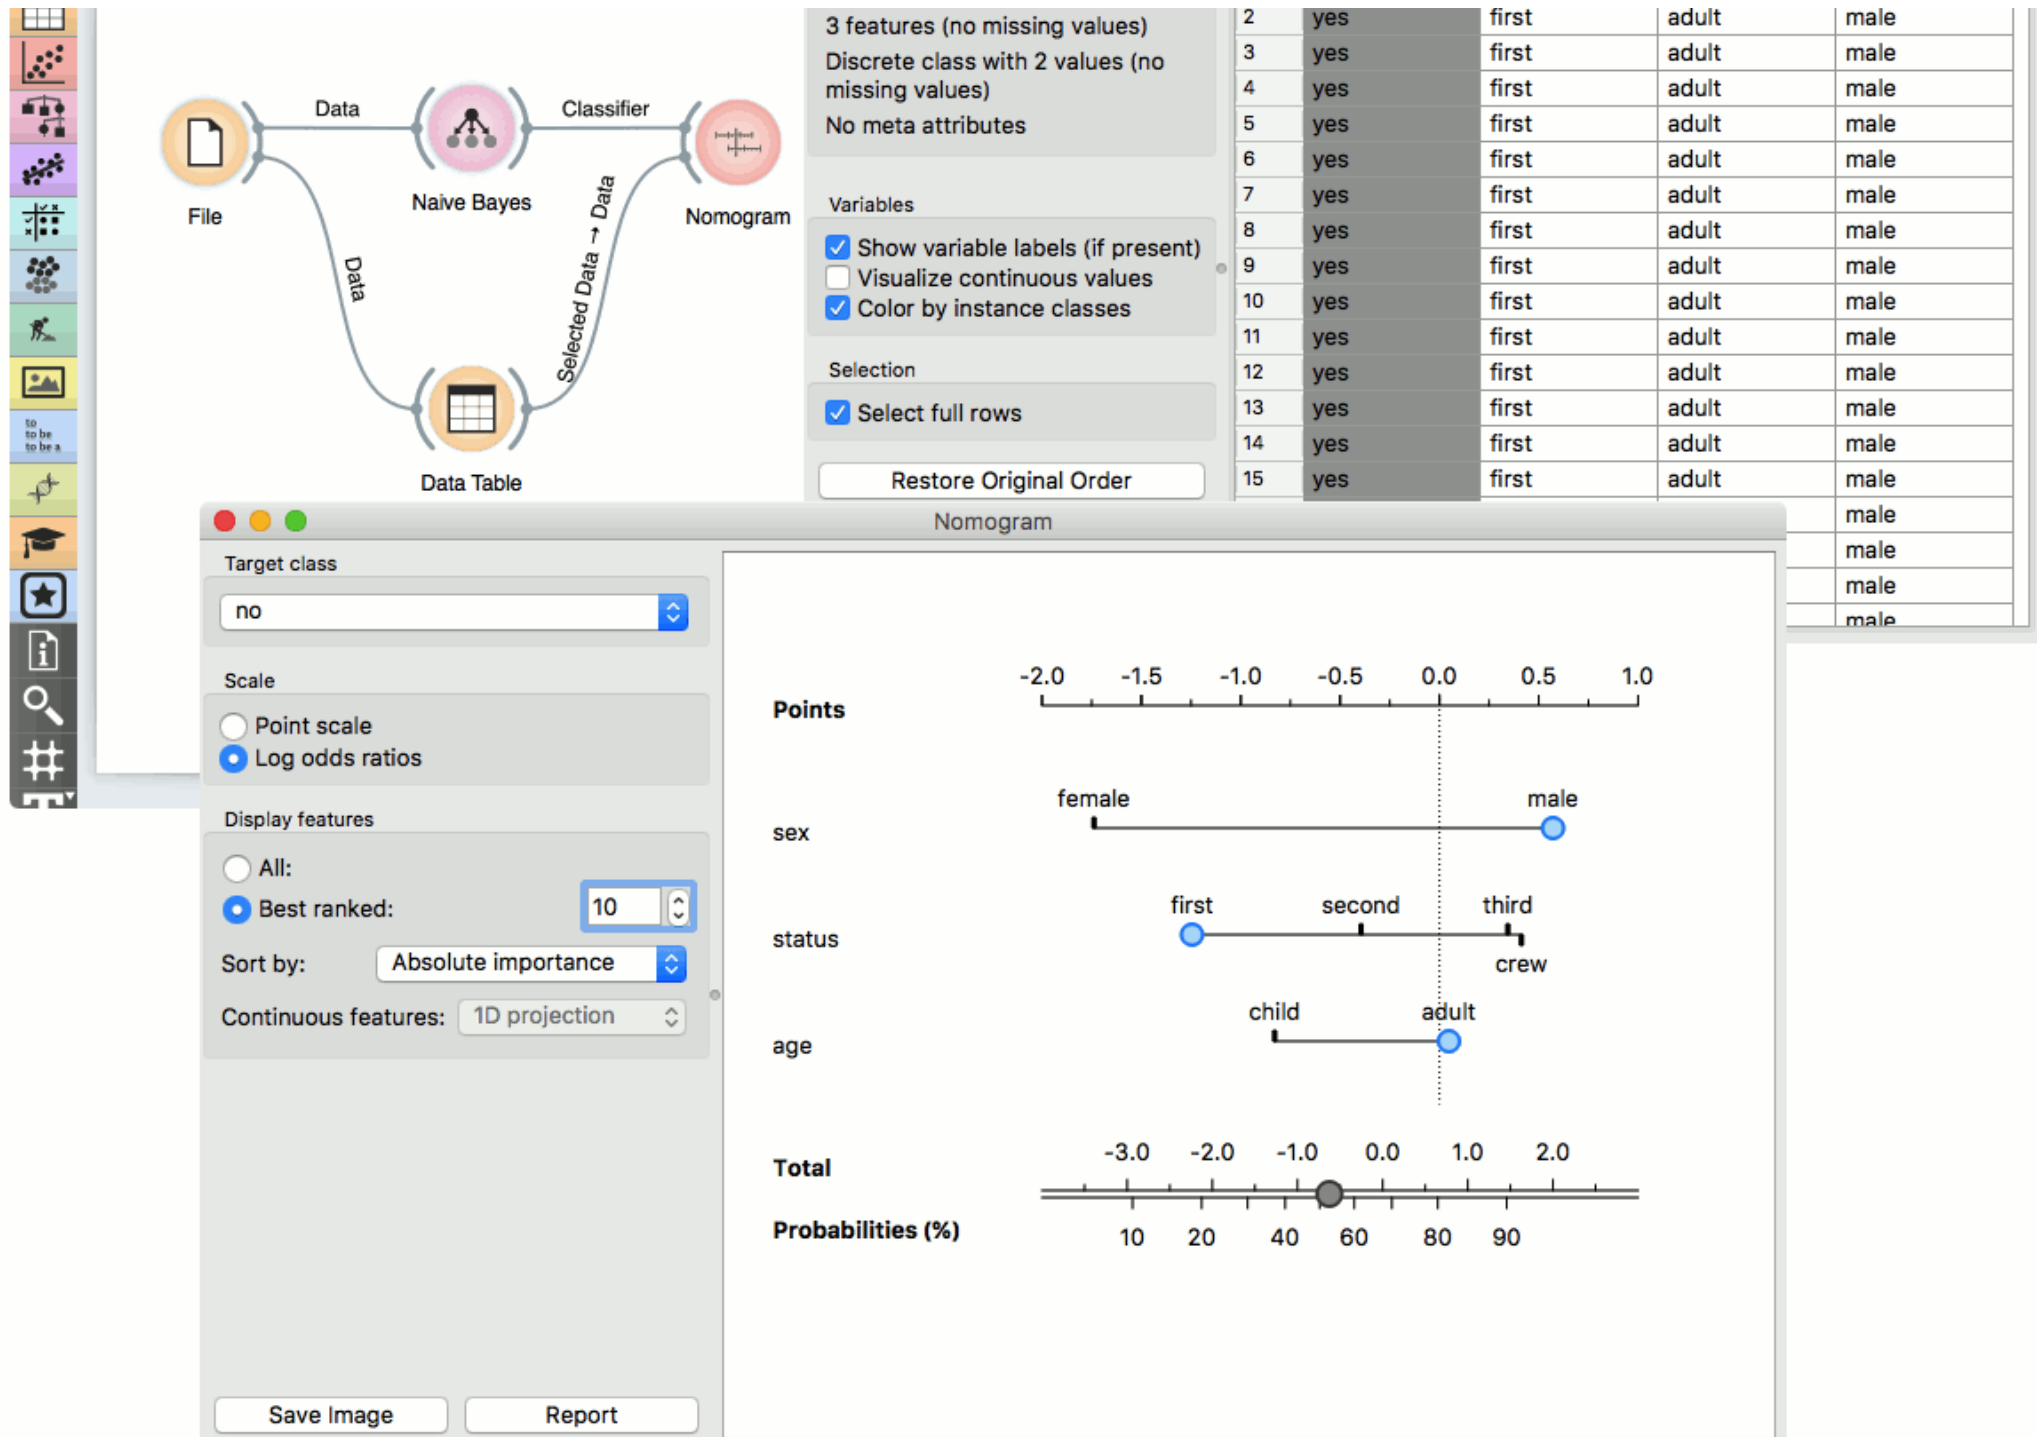 to
to be
to be a
Data
Classifier
File
Naive Bayes
Nomogram
Data
Selected Data → Data
Data Table
3 features (no missing values)
Discrete class with 2 values (no
missing values)
No meta attributes
Variables
Show variable labels (if present)
Visualize continuous values
Color by instance classes
Selection
Select full rows
Restore Original Order
2 yes first adult male
3 yes first adult male
4 yes first adult male
5 yes first adult male
6 yes first adult male
7 yes first adult male
8 yes first adult male
9 yes first adult male
10 yes first adult male
11 yes first adult male
12 yes first adult male
13 yes first adult male
14 yes first adult male
15 yes first adult male
male
male
male
male
Nomogram
Target class
no
Scale
Point scale
Log odds ratios
Display features
All:
Best ranked: 10
Sort by: Absolute importance
Continuous features: 1D projection
Save Image Report
-2.0 -1.5 -1.0 -0.5 0.0 0.5 1.0
Points
female male
sex
first second third
status
crew
child adult
age
-3.0 -2.0 -1.0 0.0 1.0 2.0
Total
Probabilities (%)
10 20 40 60 80 90